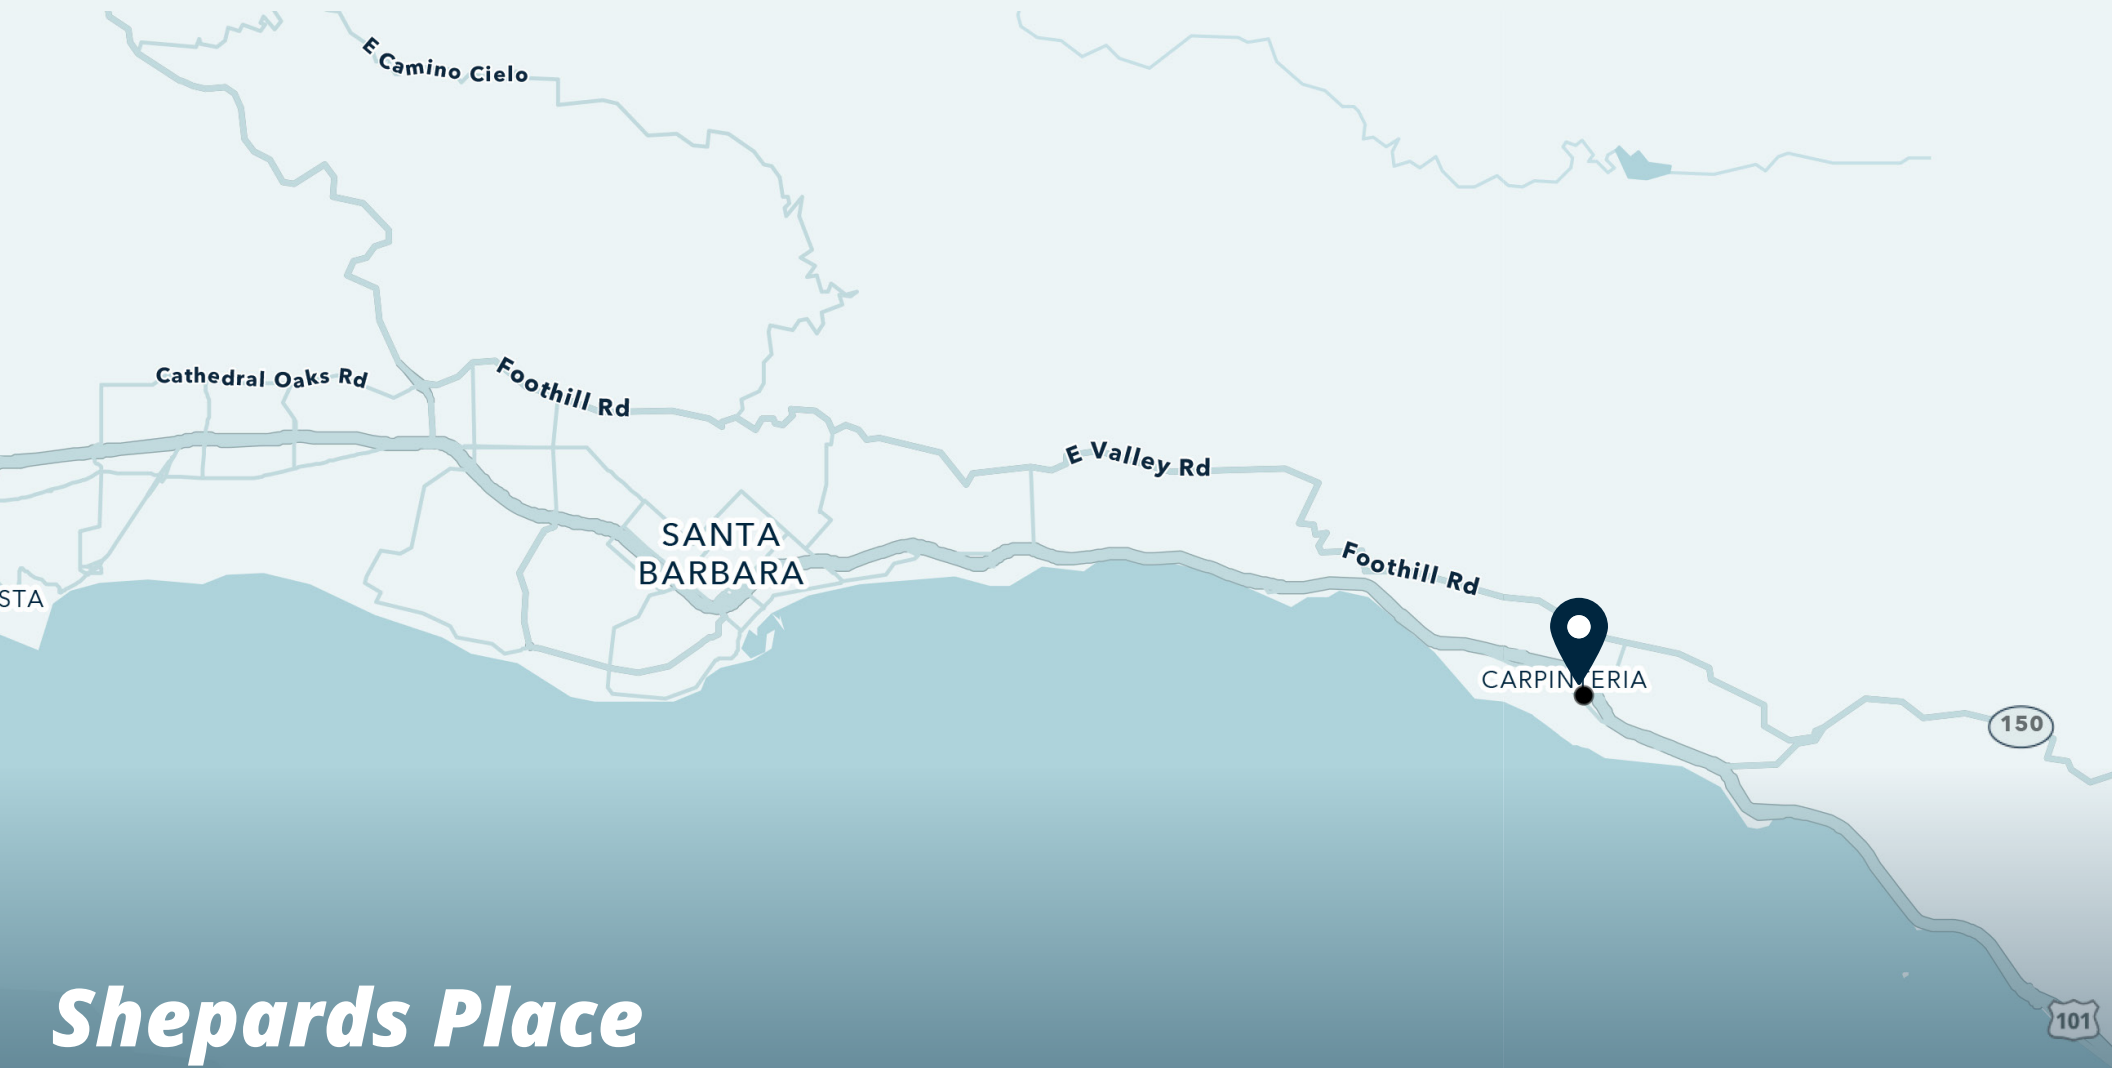 E Camino Cielo
Cathedral Oaks Rd
Foothill Rd
E Valley Rd
SANTA
BARBARA
Foothill Rd
STA
CARPINTERIA
150
101
Shepards Place